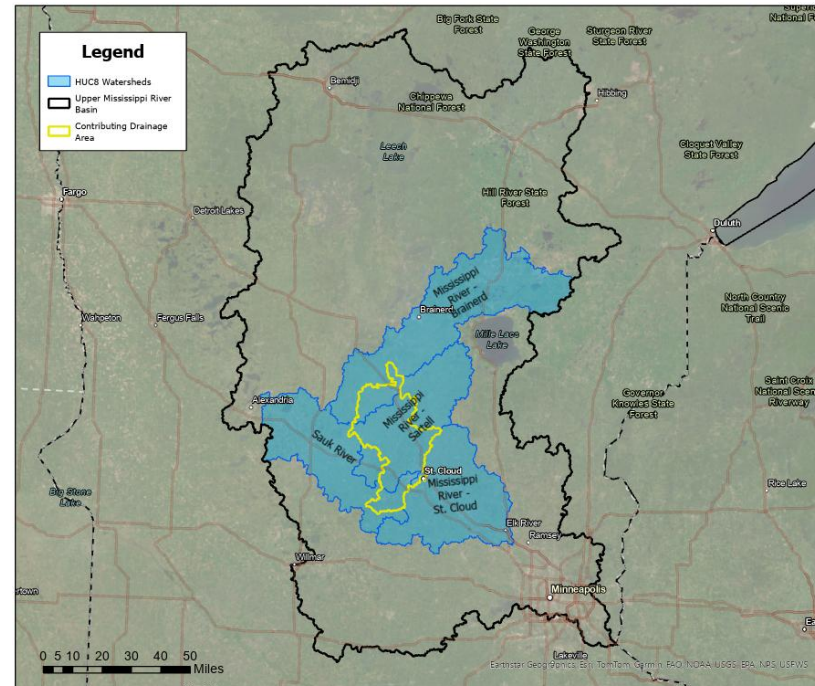 Legend
HUC8 Watersheds
Upper Mississippi River
Basin
Contributing Drainage
Area
Big Fork State
Forest
George
Washington
State Forest
Sturgeon River
State Forest
Superior
National F
Bemidji
Chippewa
National Forest
Hibbing
Cloquet Valley
State Forest
Leech
Lake
Fargo
Detroit Lakes
Hill River State
Forest
Duluth
Mississippi
River -
Brainerd
Brainerd
North Country
National Scenic
Trail
Wahpeton
Fergus Falls
Mille Lacs
Lake
Saint Croix
National Scen
Riverway
Governor
Knowles State
Forest
Alexandria
Mississippi
River -
Sartell
Sauk River
St. Cloud
Mississippi
River -
St. Cloud
Big Stone
Lake
Rice Lake
Elk River
Ramsey
Willmar
ertown
Minneapolis
Ea
Lakeville
0 5 10 20 30 40 50
Miles
Earthstar Geographics, Esri, TomTom, Garmin, FAO, NOAA, USGS, EPA, NPS, USFWS